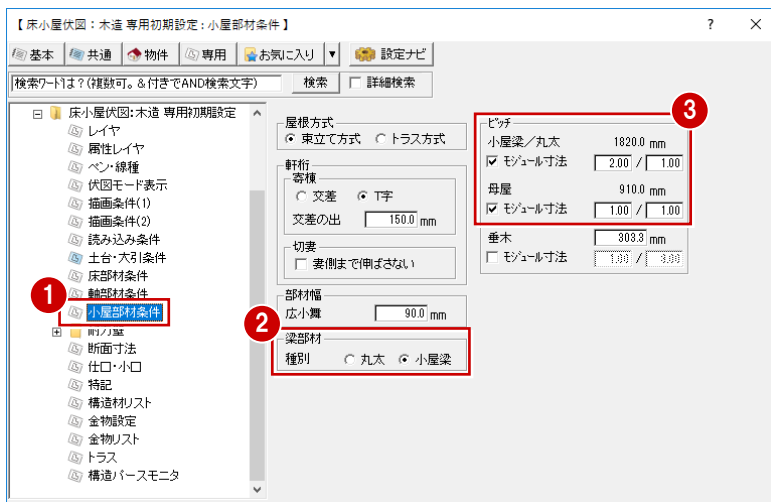 【 床小屋伏図：木造 専用初期設定：小屋部材条件 】 ? ×
基本 共通 物件 専用 お気に入り ▼ 設定ナビ
検索ワードは？(複数可。＆付きでAND検索文字) 検索 詳細検索
床小屋伏図:木造 専用初期設定
レイヤ
属性レイヤ
ペン・線種
伏図モード表示
描画条件(1)
描画条件(2)
読み込み条件
土台・大引条件
床部材条件
軸部材条件
1
小屋部材条件
耐力壁
断面寸法
仕口・小口
特記
構造材リスト
金物設定
金物リスト
トラス
構造パースモニタ
屋根方式
束立て方式 トラス方式
軒桁
寄棟
交差 T字
交差の出 150.0 mm
切妻
妻側まで伸ばさない
部材幅
広小舞 90.0 mm
2
梁部材
種別 丸太 小屋梁
3
ピッチ
小屋梁／丸太 1820.0 mm
モジュール寸法 2.00 / 1.00
母屋 910.0 mm
モジュール寸法 1.00 / 1.00
垂木 303.3 mm
モジュール寸法 1.00 / 3.00